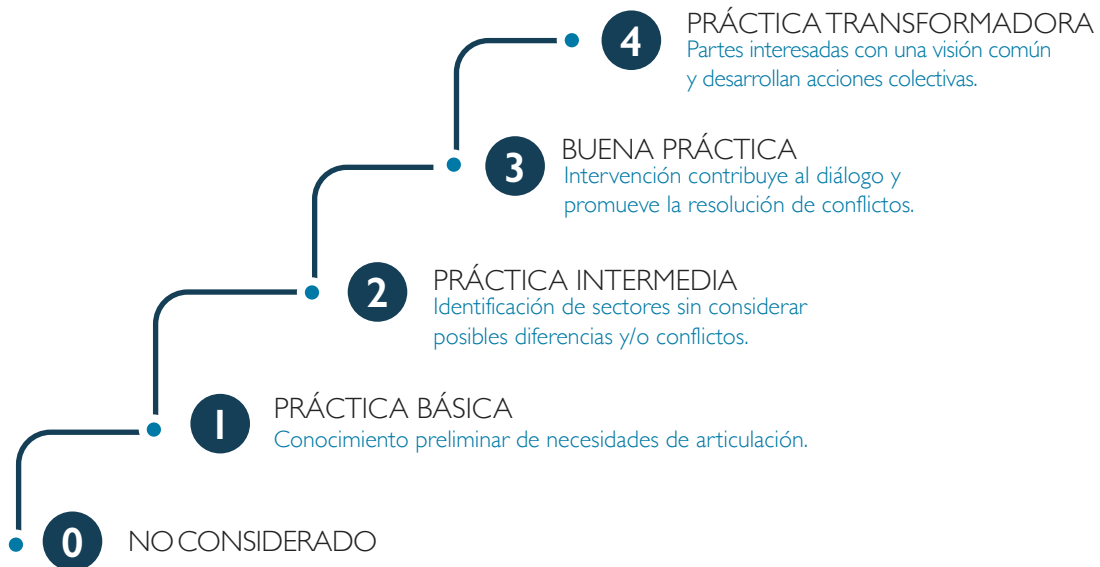 4 PRÁCTICA TRANSFORMADORA
Partes interesadas con una visión común
y desarrollan acciones colectivas.
3 BUENA PRÁCTICA
Intervención contribuye al diálogo y
promueve la resolución de conflictos.
2 PRÁCTICA INTERMEDIA
Identificación de sectores sin considerar
posibles diferencias y/o conflictos.
1 PRÁCTICA BÁSICA
Conocimiento preliminar de necesidades de articulación.
0 NO CONSIDERADO